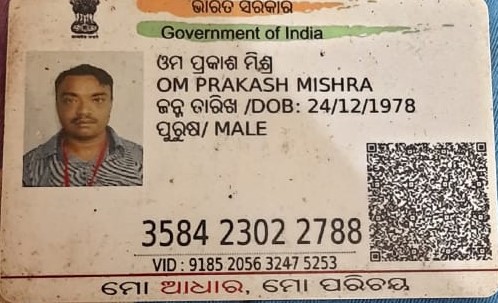 ଭାରତ ସରକାର
Government of India
ଓମ ପ୍ରକାଶ ମିଶ୍ର
OM PRAKASH MISHRA
ଜନ୍ମ ତାରିଖ /DOB: 24/12/1978
ପୁରୁଷ/ MALE
3584 2302 2788
VID : 9185 2056 3247 5253
ମୋ ଆଧାର, ମୋ ପରିଚୟ